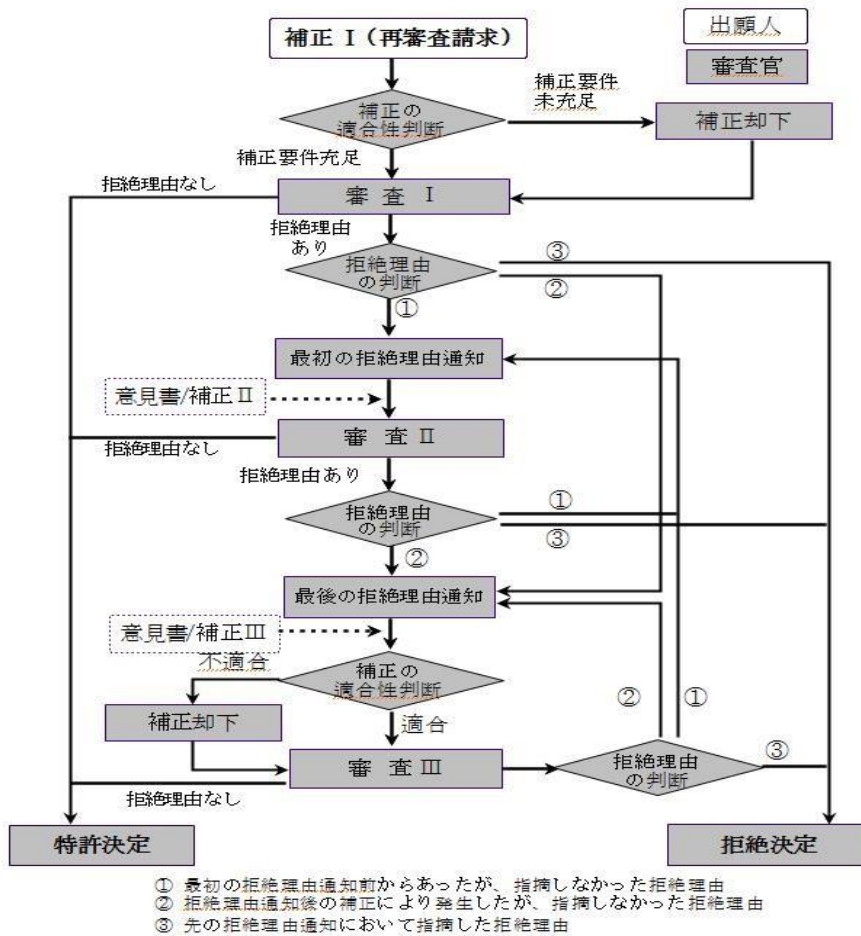 補正 Ⅰ（再審査請求）
出願人
審査官
補正の
適合性判断
補正要件
未充足
補正却下
補正要件充足
拒絶理由なし
審 査 Ⅰ
拒絶理由
あり
拒絶理由
の判断
③
②
①
最初の拒絶理由通知
意見書/補正Ⅱ
審 査 Ⅱ
拒絶理由なし
拒絶理由あり
拒絶理由
の判断
①
③
②
最後の拒絶理由通知
意見書/補正Ⅲ
不適合
補正の
適合性判断
②
①
補正却下
適合
審 査 Ⅲ
拒絶理由
の判断
③
拒絶理由なし
特許決定
拒絶決定
① 最初の拒絶理由通知前からあったが、指摘しなかった拒絶理由
② 拒絶理由通知後の補正により発生したが、指摘しなかった拒絶理由
③ 先の拒絶理由通知において指摘した拒絶理由